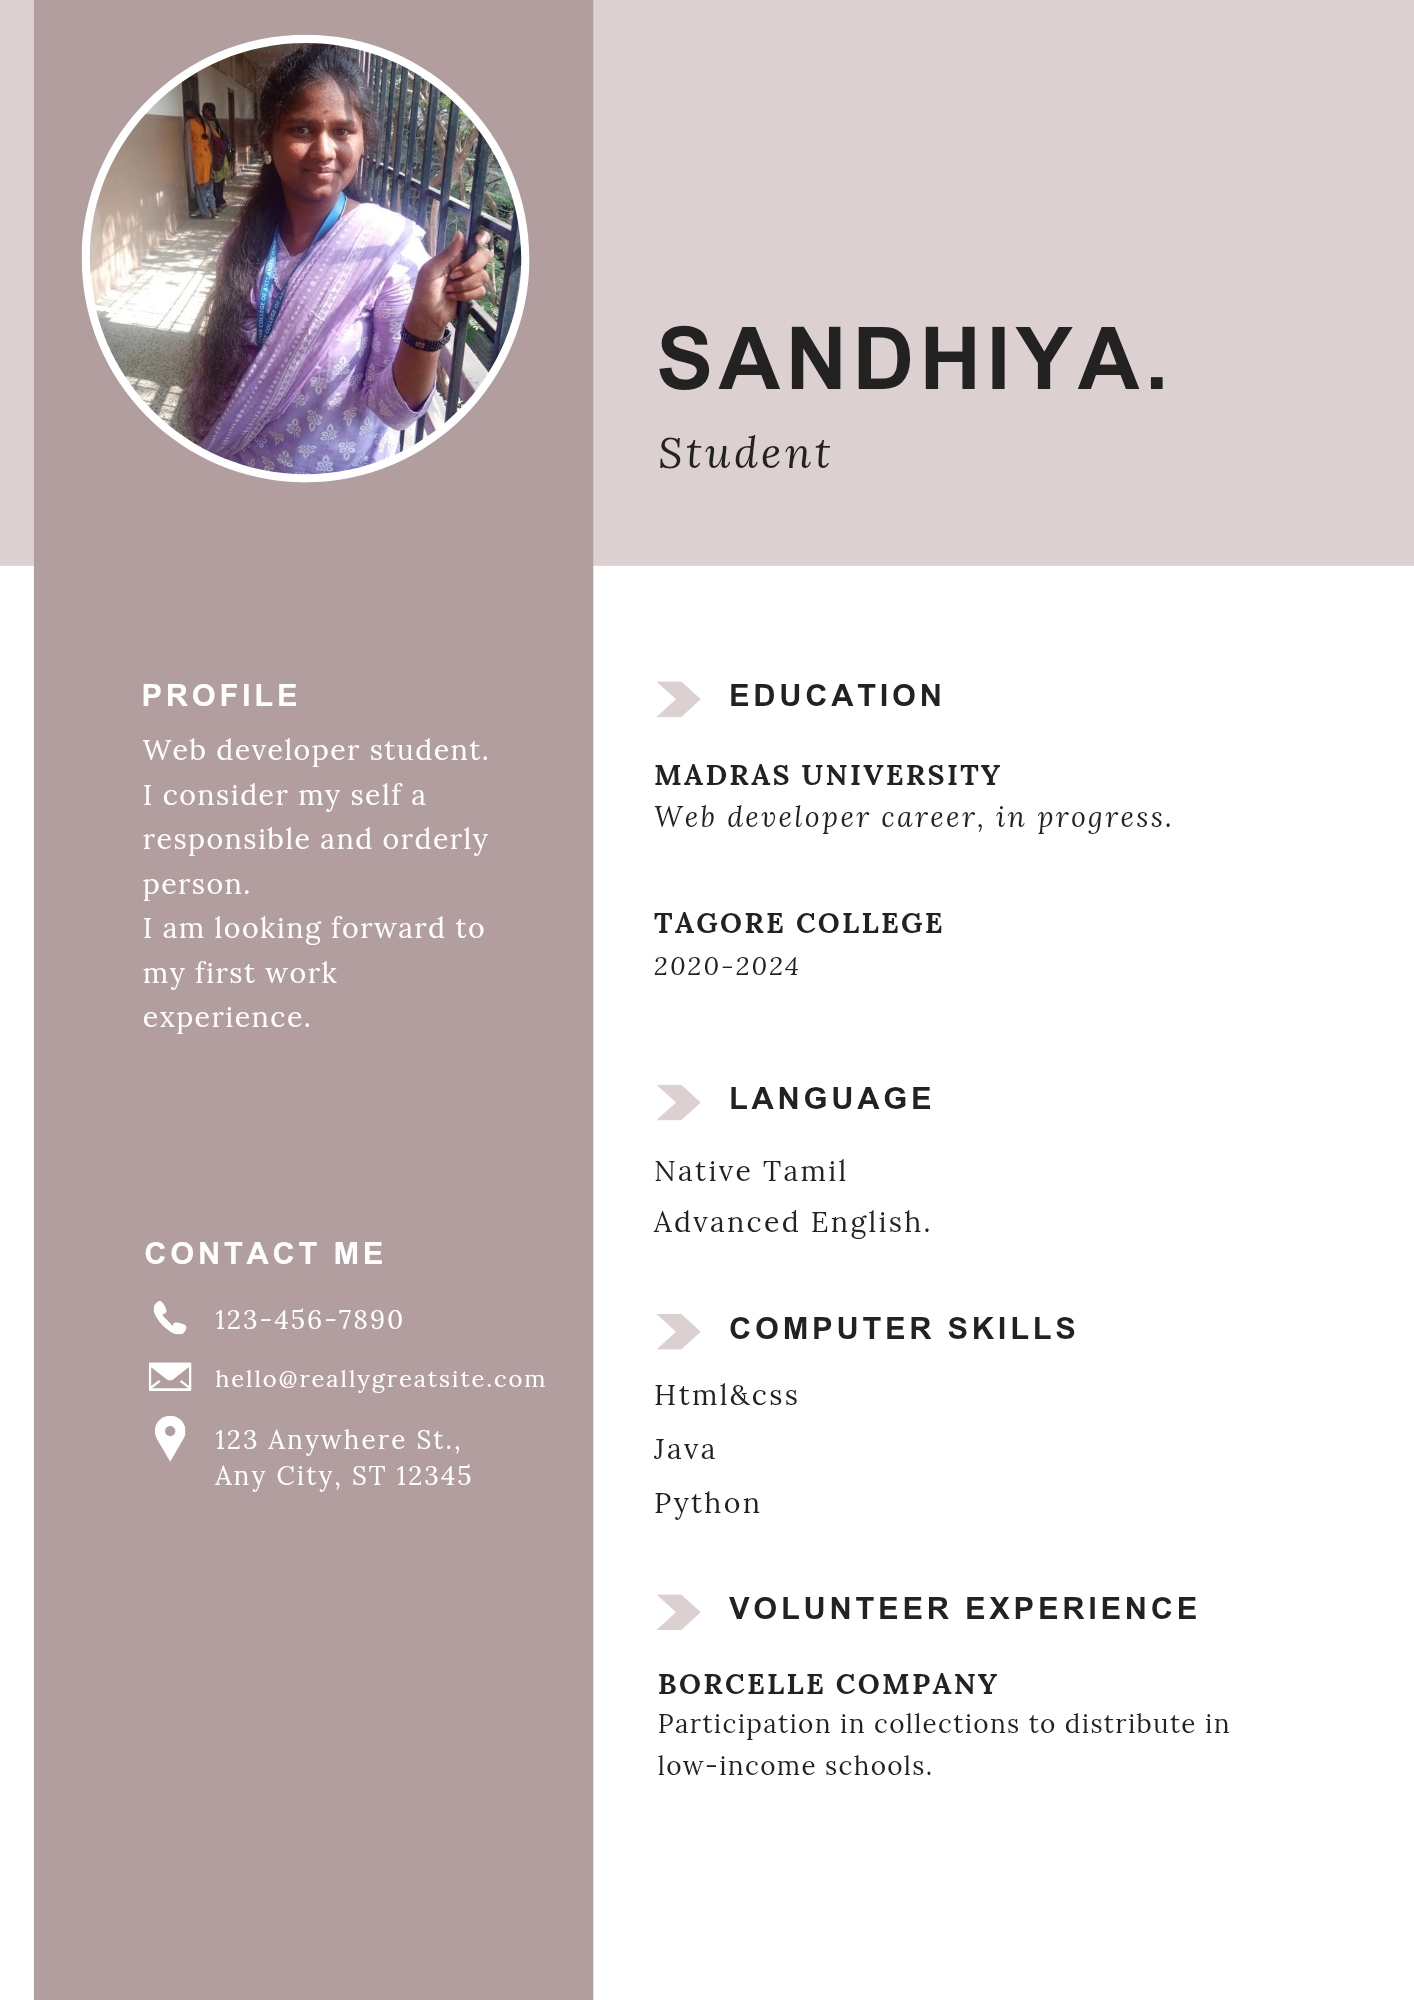 SANDHIYA.
Student
PROFILE
Web developer student.
I consider my self a
responsible and orderly
person.
I am looking forward to
my first work
experience.
CONTACT ME
123-456-7890
hello@reallygreatsite.com
123 Anywhere St.,
Any City, ST 12345
EDUCATION
MADRAS UNIVERSITY
Web developer career, in progress.
TAGORE COLLEGE
2020-2024
LANGUAGE
Native Tamil
Advanced English.
COMPUTER SKILLS
Html&css
Java
Python
VOLUNTEER EXPERIENCE
BORCELLE COMPANY
Participation in collections to distribute in
low-income schools.